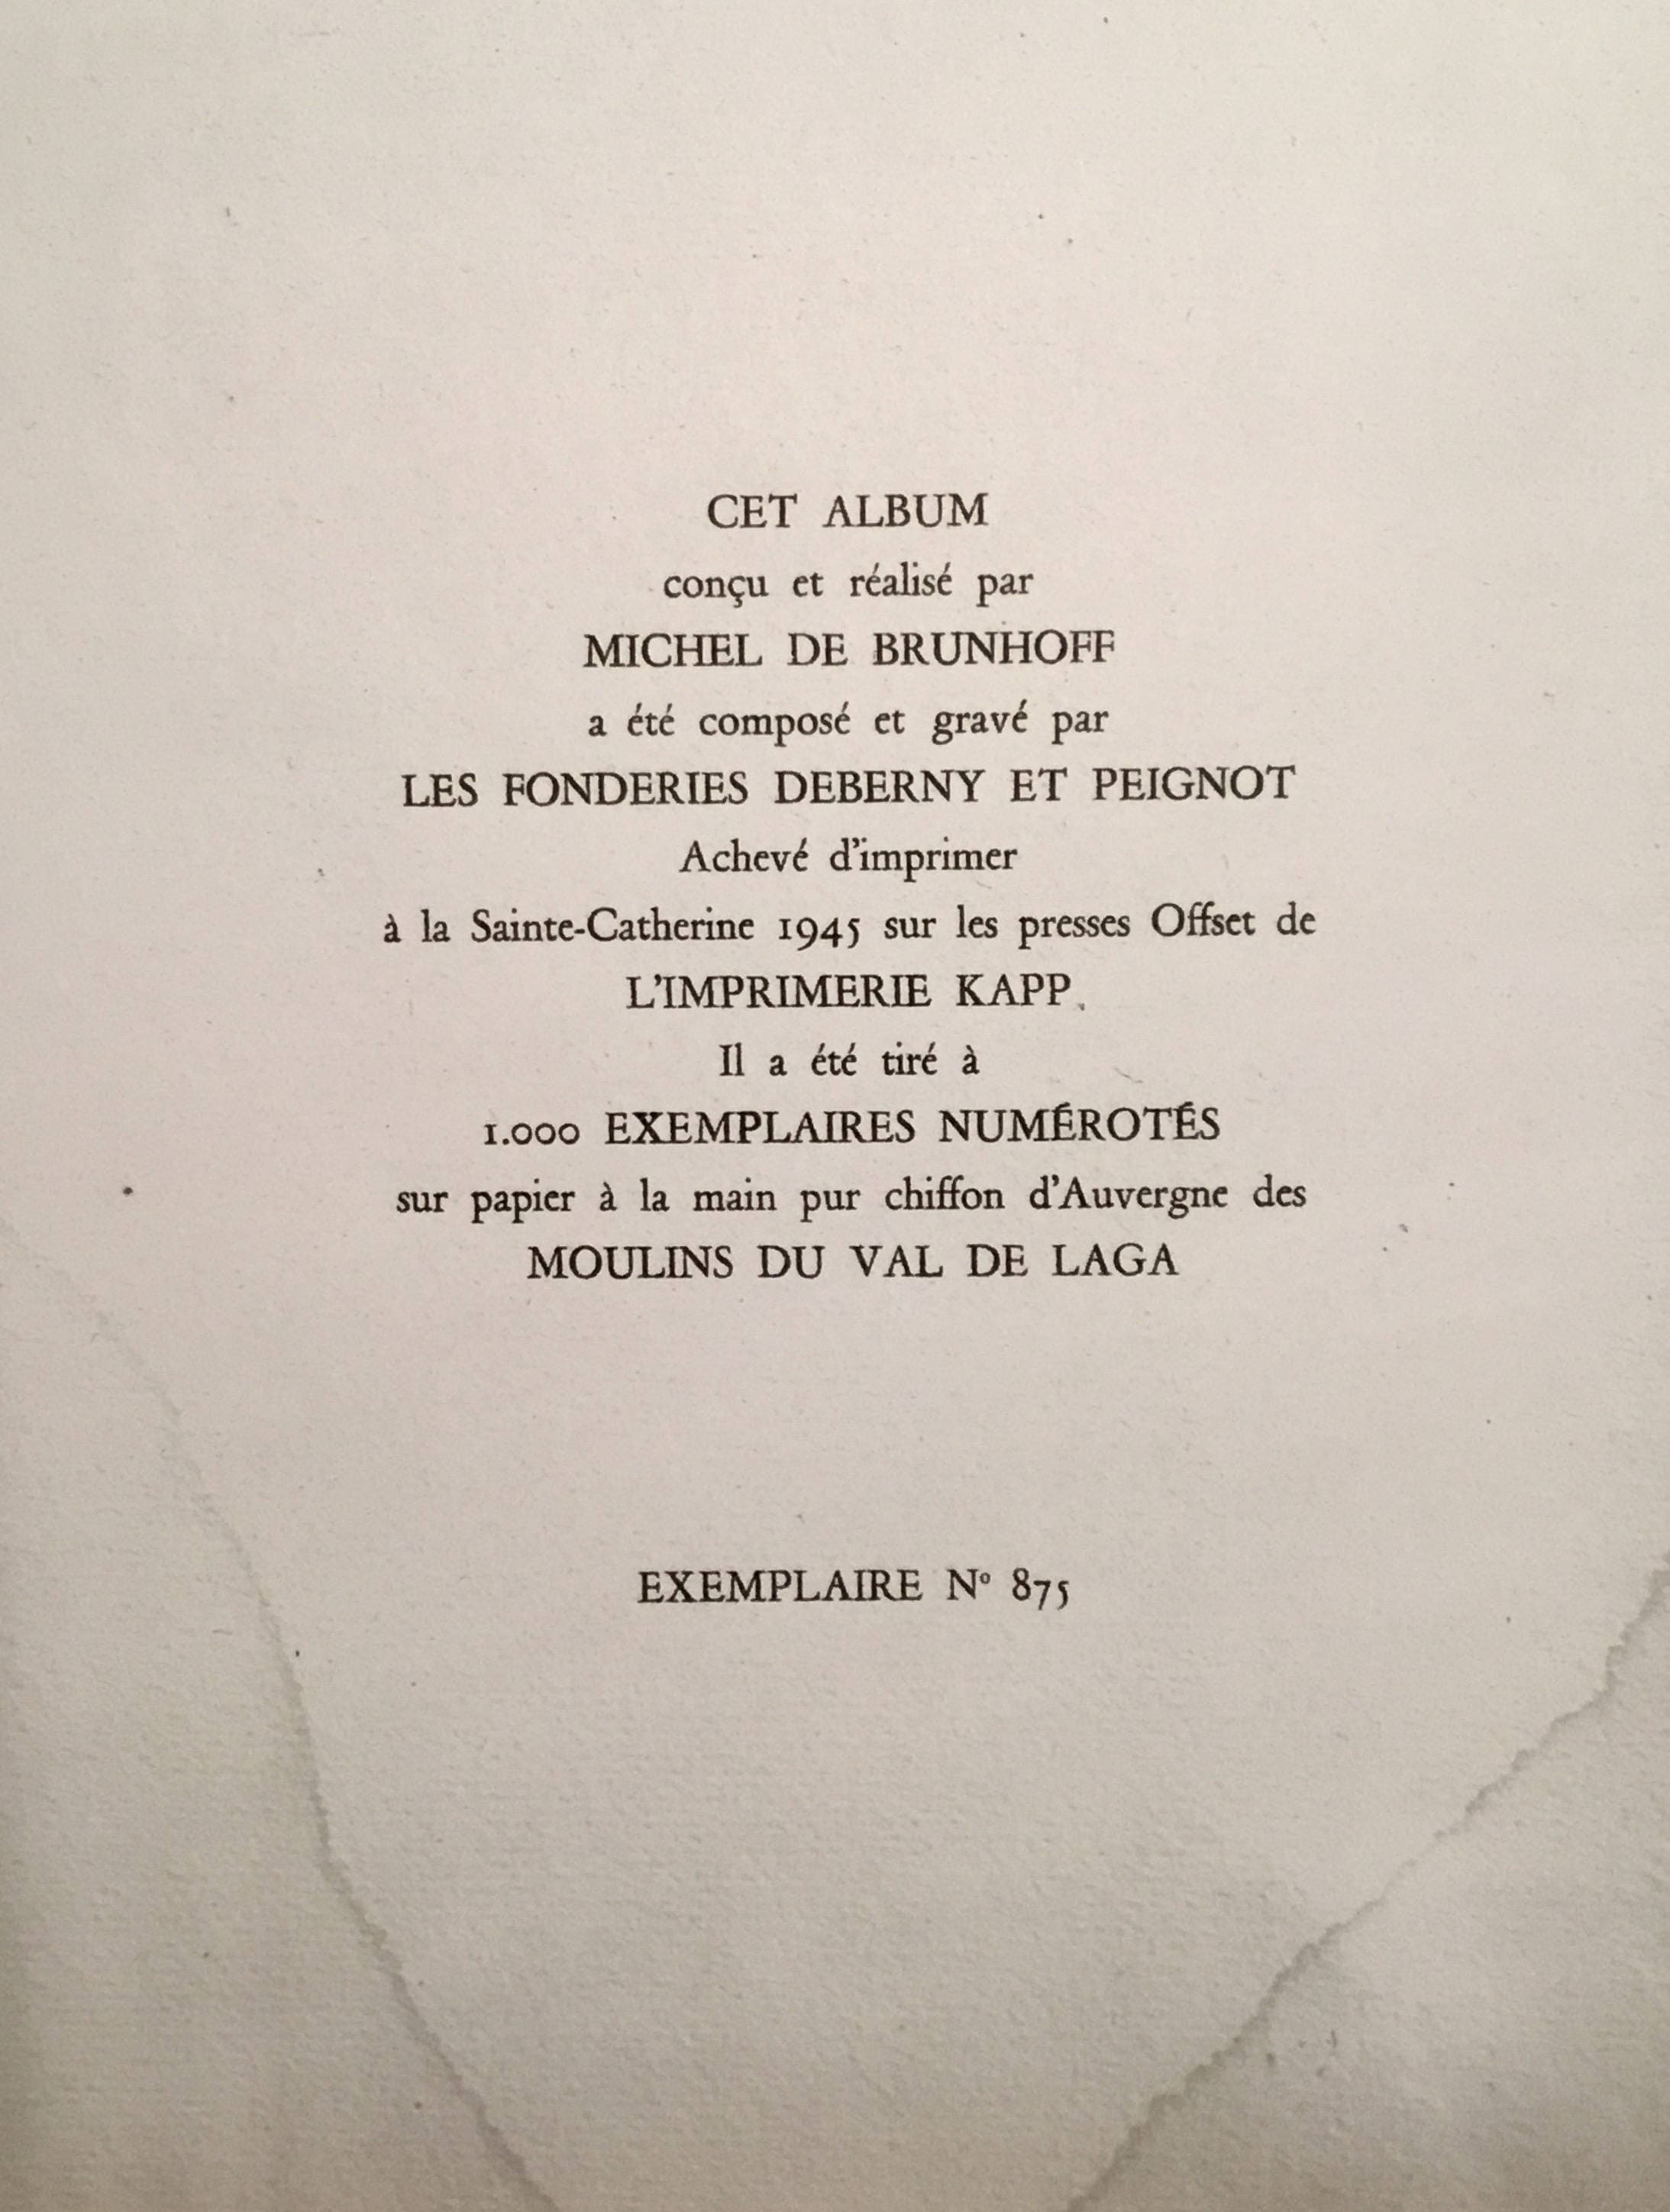 CET ALBUM
conçu et réalisé par
MICHEL DE BRUNHOFF
a été composé et gravé par
LES FONDERIES DEBERNY ET PEIGNOT
Achevé d'imprimer
à la Sainte-Catherine 1945 sur les presses Offset de
L'IMPRIMERIE KAPP.
Il a été tiré à
1.000 EXEMPLAIRES NUMÉROTÉS
sur papier à la main pur chiffon d'Auvergne des
MOULINS DU VAL DE LAGA
EXEMPLAIRE Nº 875